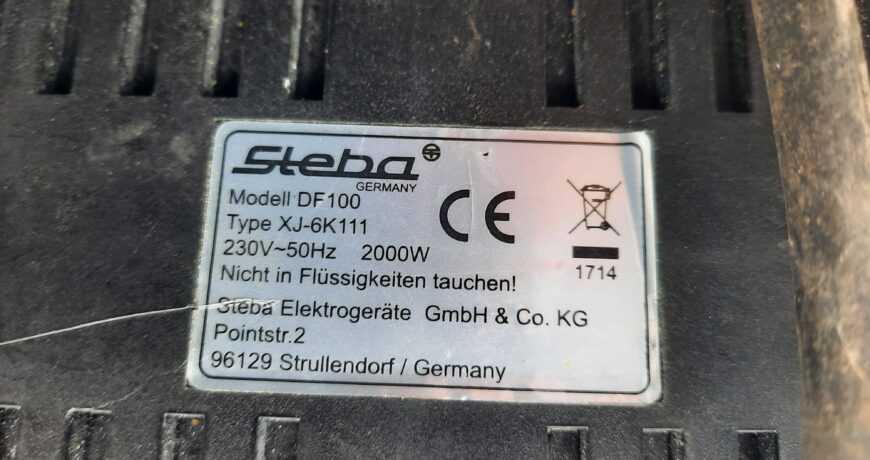 Steba
GERMANY
Modell DF100
Type XJ-6K111
230V~50Hz 2000W
Nicht in Flüssigkeiten tauchen!
CE
1714
Steba Elektrogeräte GmbH & Co. KG
Pointstr.2
96129 Strullendorf / Germany